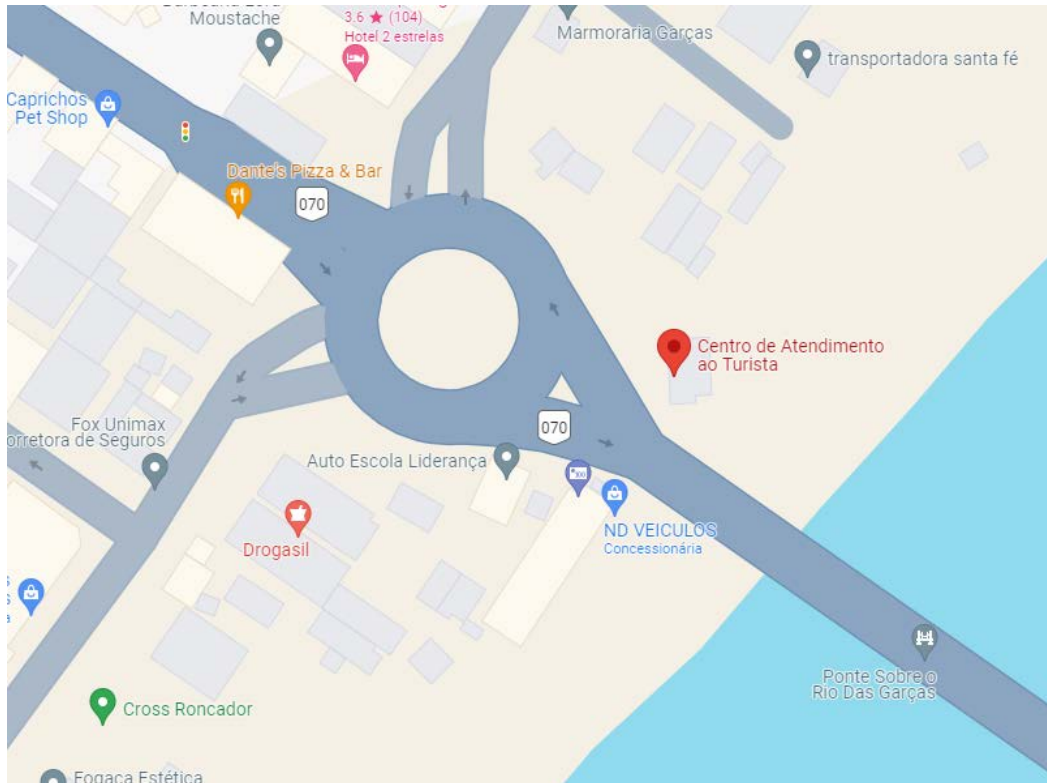 Moustache
3.6 ★ (104)
Hotel 2 estrelas
Marmoraria Garças
transportadora santa fé
Caprichos
Pet Shop
Dante's Pizza & Bar
070
Centro de Atendimento
ao Turista
070
Fox Unimax
orretora de Seguros
Auto Escola Liderança
ND VEICULOS
Concessionária
Drogasil
Ponte Sobre o
Rio Das Garças
Cross Roncador
Fogaça Estética